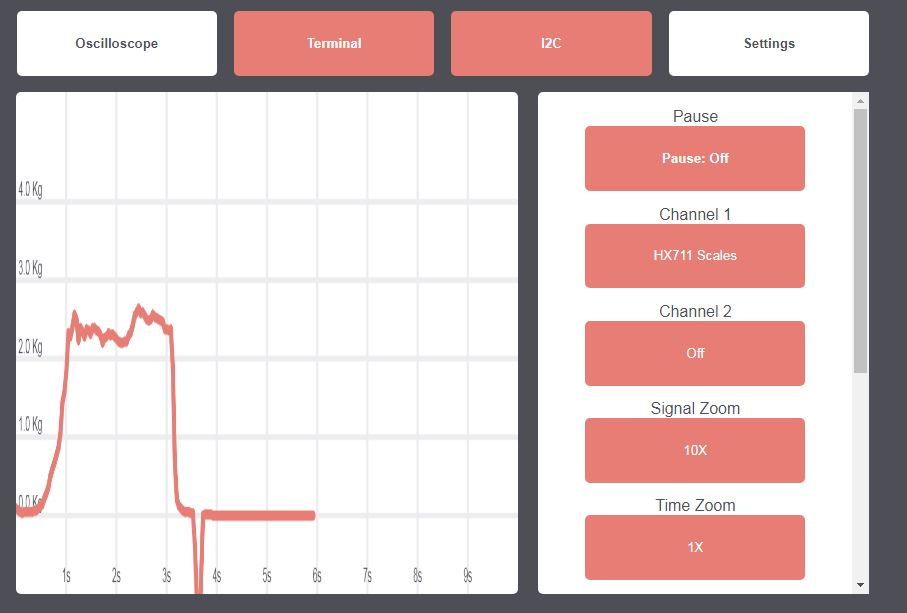 Oscilloscope
Terminal
I2C
Settings
4.0 Kg
3.0 Kg
2.0 Kg
1.0 Kg
0.0 Kg
1s
2s
3s
4s
5s
6s
7s
8s
9s
Pause
Pause: Off
Channel 1
HX711 Scales
Channel 2
Off
Signal Zoom
10X
Time Zoom
1X